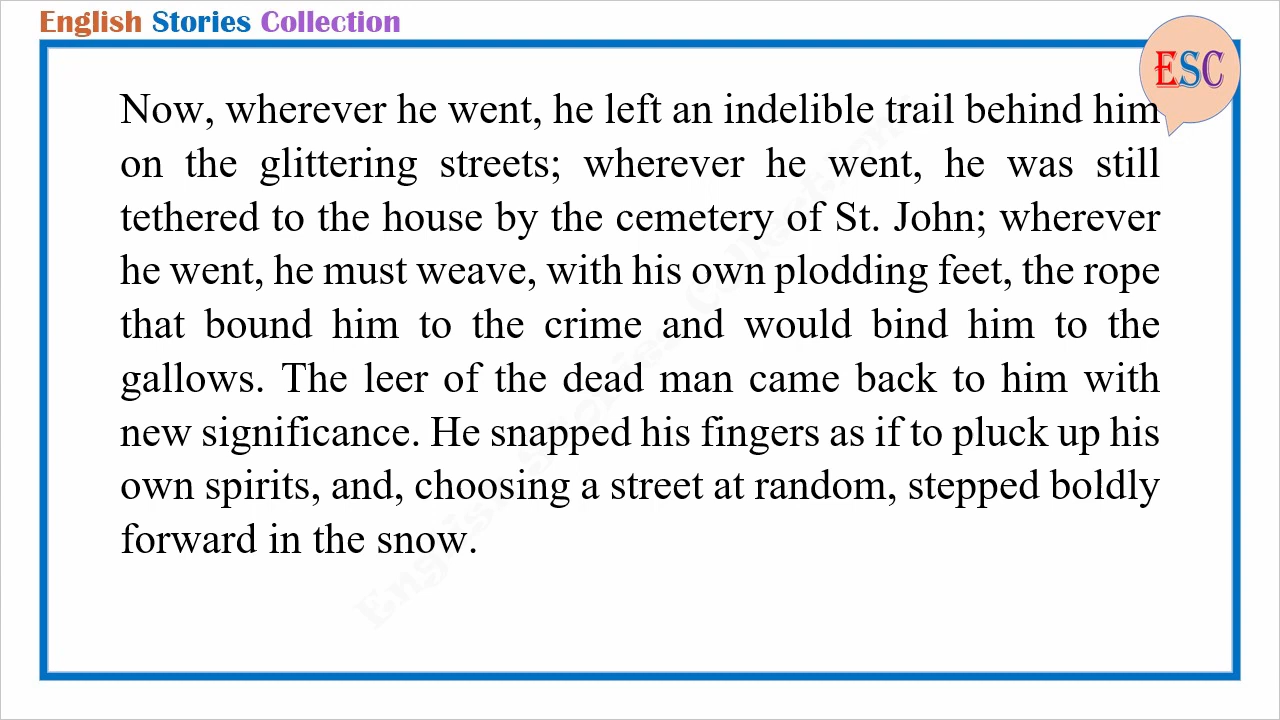 English Stories Collection
ESC
Now, wherever he went, he left an indelible trail behind him
on the glittering streets; wherever he went, he was still
tethered to the house by the cemetery of St. John; wherever
he went, he must weave, with his own plodding feet, the rope
that bound him to the crime and would bind him to the
gallows. The leer of the dead man came back to him with
new significance. He snapped his fingers as if to pluck up his
own spirits, and, choosing a street at random, stepped boldly
forward in the snow.